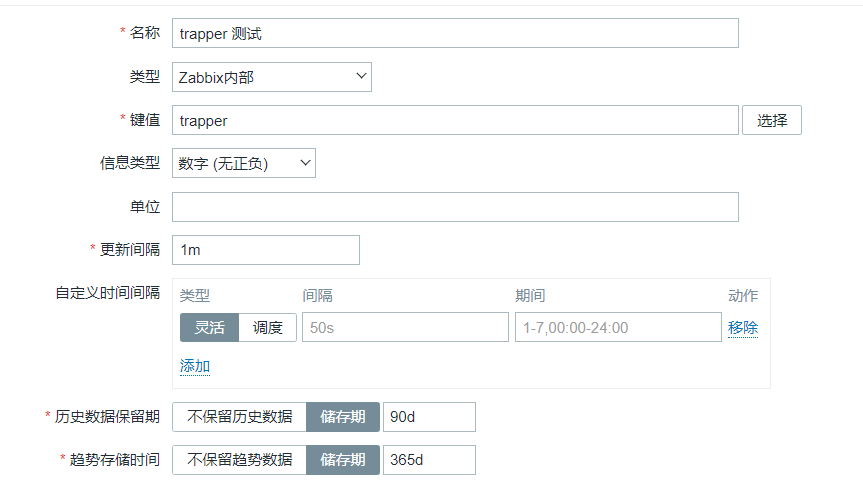 * 名称 trapper 测试
类型 Zabbix内部
* 键值 trapper 选择
信息类型 数字 (无正负)
单位
* 更新间隔 1m
自定义时间间隔 类型 间隔 期间 动作
灵活 调度 50s 1-7,00:00-24:00 移除
添加
* 历史数据保留期 不保留历史数据 储存期 90d
* 趋势存储时间 不保留趋势数据 储存期 365d